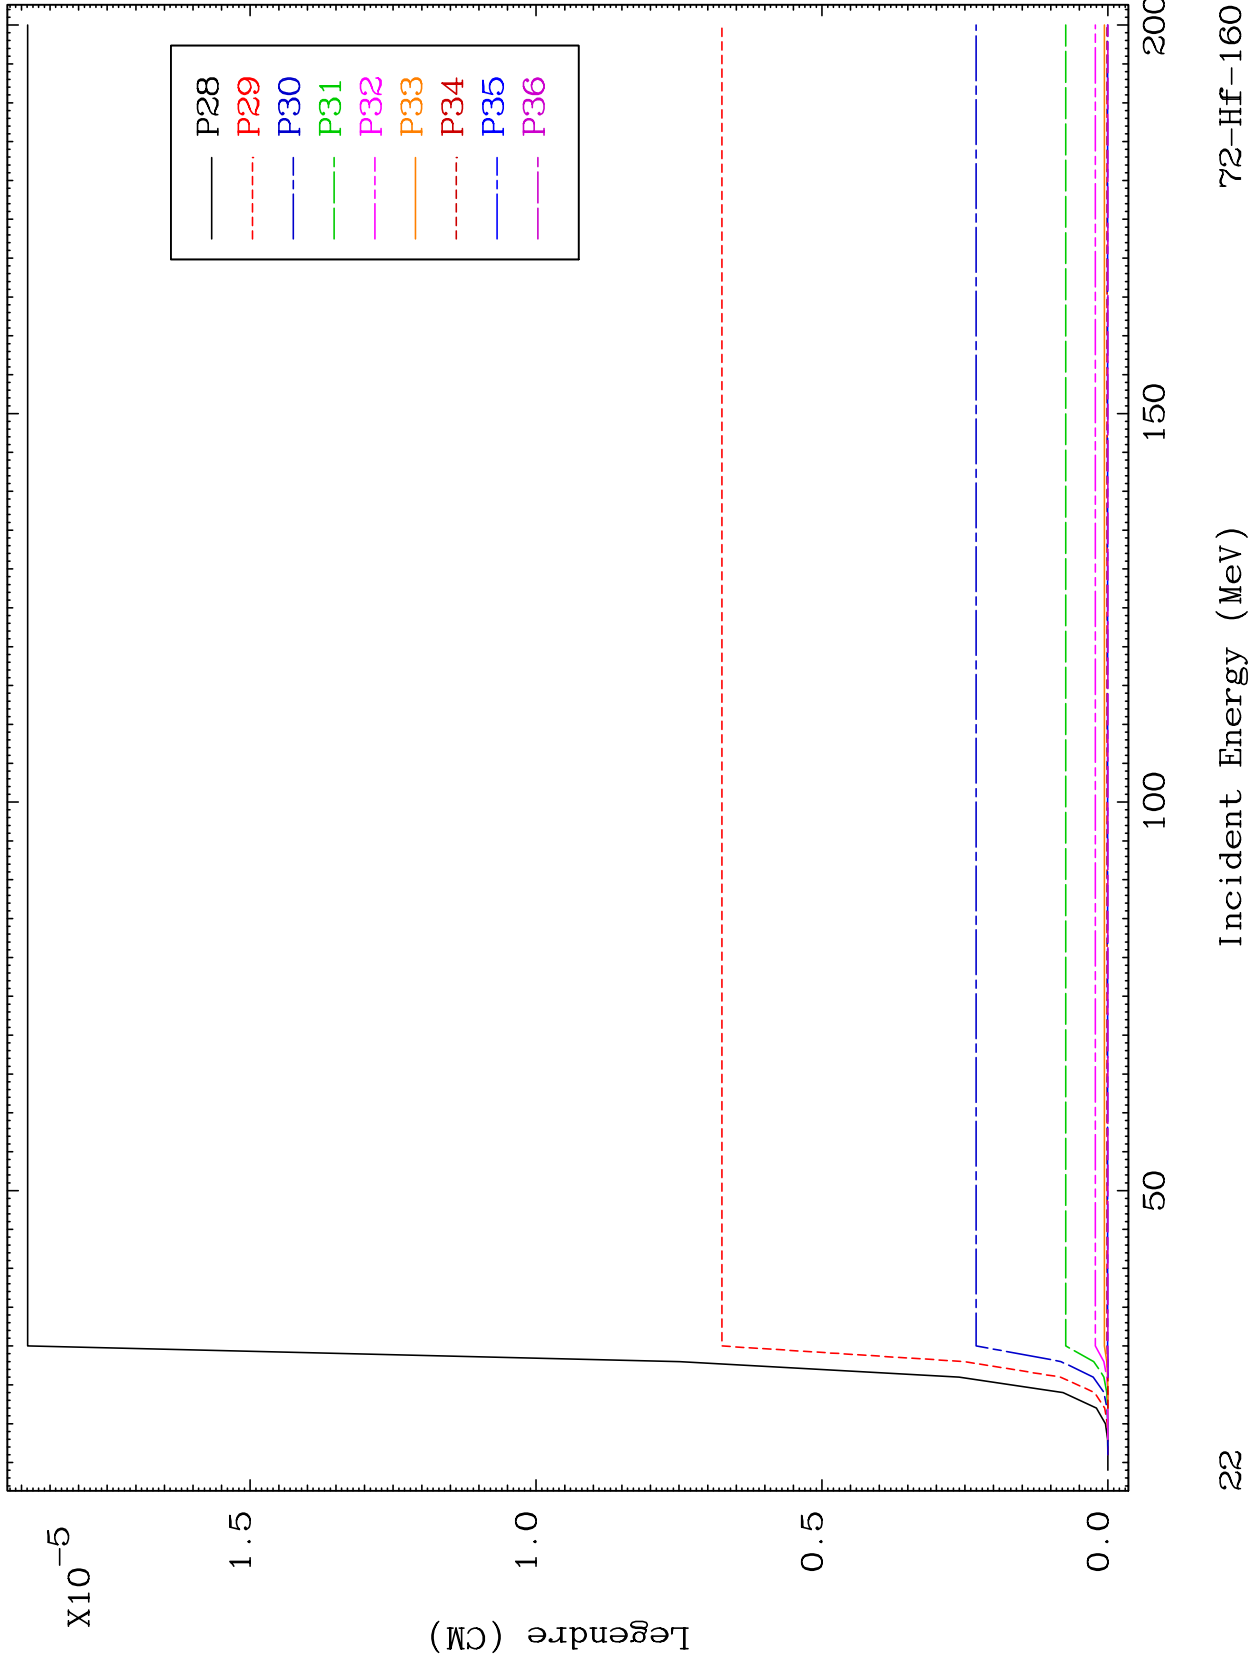 X10-5
1.5
1.0
0.5
0.0
Legendre (CM)
P28
P29
P30
P31
P32
P33
P34
P35
P36
50
100
150
200
22
Incident Energy (MeV)
72-Hf-160